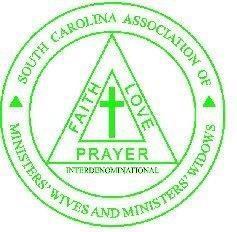 SOUTH CAROLINA ASSOCIATION OF
MINISTERS' WIVES AND MINISTERS' WIDOWS
FAITH
LOVE
PRAYER
INTERDENOMINATIONAL